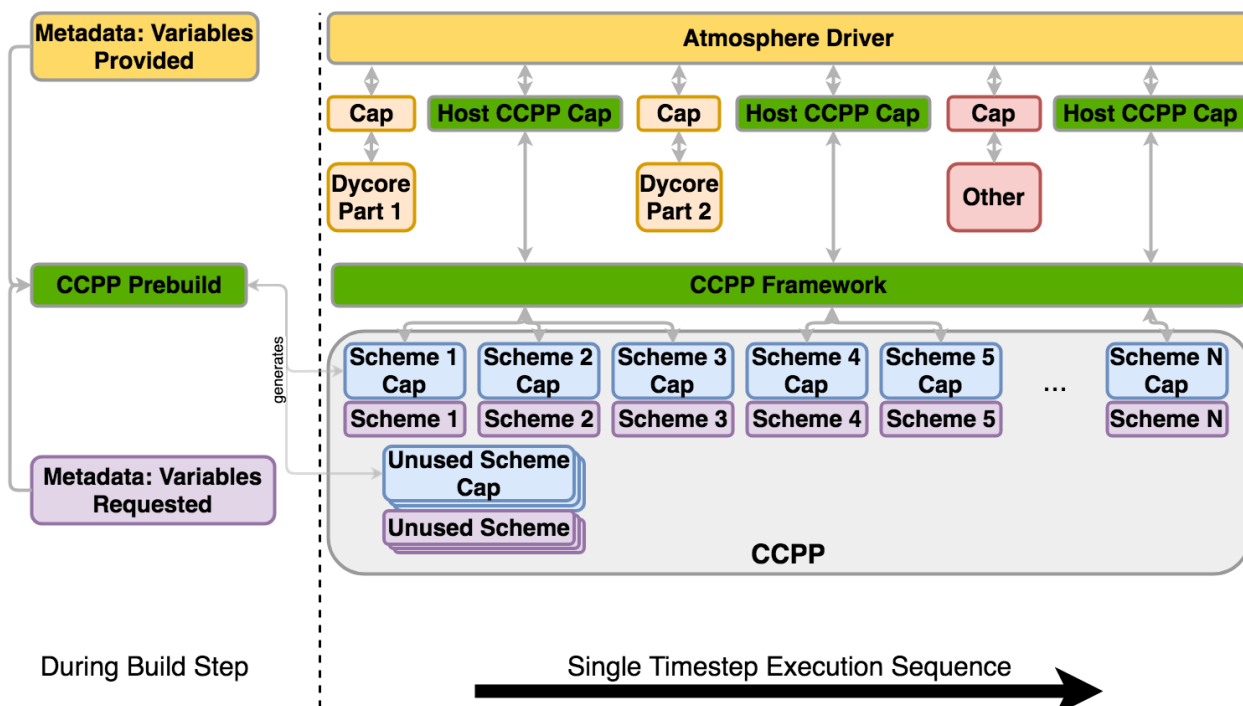 Metadata: Variables
Provided
Atmosphere Driver
Cap
Host CCPP Cap
Cap
Host CCPP Cap
Cap
Host CCPP Cap
Dycore
Part 1
Dycore
Part 2
Other
CCPP Prebuild
CCPP Framework
generates
Scheme 1
Cap
Scheme 2
Cap
Scheme 3
Cap
Scheme 4
Cap
Scheme 5
Cap
...
Scheme N
Cap
Scheme 1
Scheme 2
Scheme 3
Scheme 4
Scheme 5
Scheme N
Metadata: Variables
Requested
Unused Scheme
Cap
Unused Scheme
CCPP
During Build Step
Single Timestep Execution Sequence